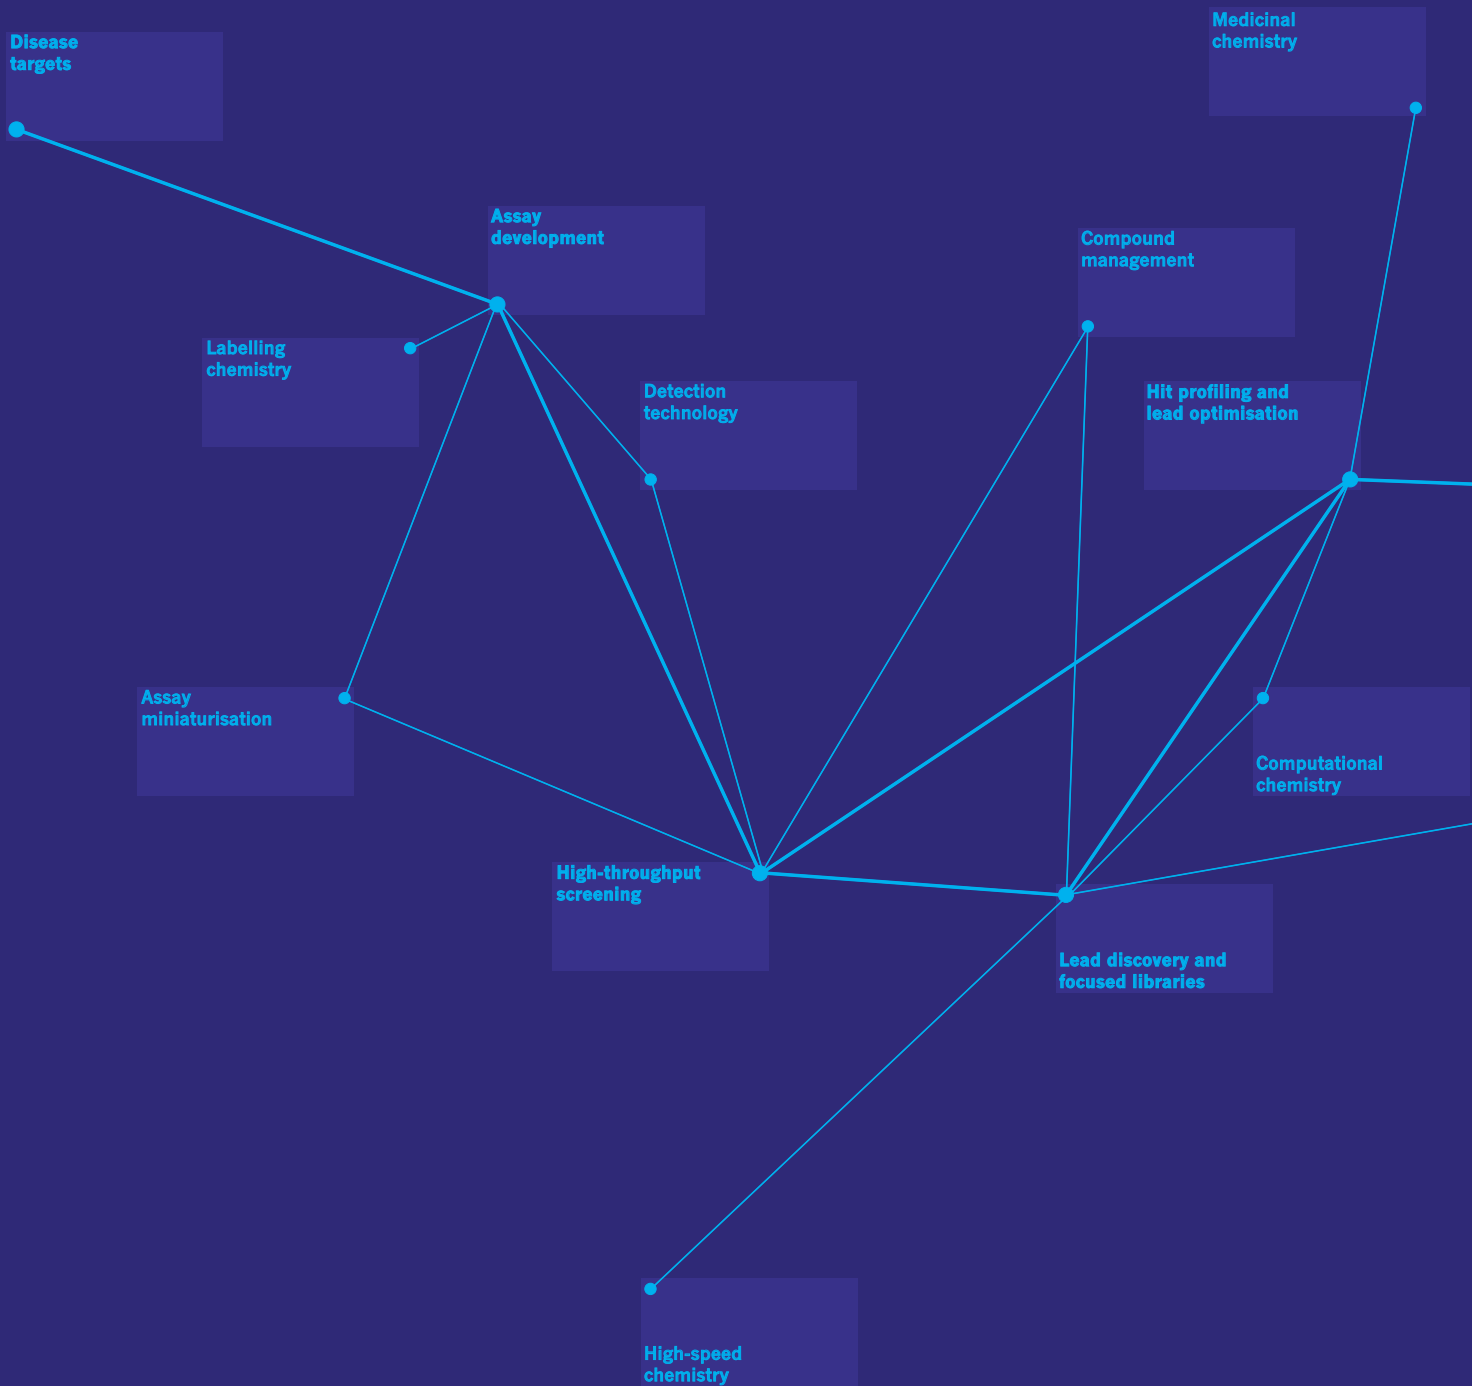 Disease
targets
Medicinal
chemistry
Assay
development
Compound
management
Labelling
chemistry
Detection
technology
Hit profiling and
lead optimisation
Assay
miniaturisation
Computational
chemistry
High-throughput
screening
Lead discovery and
focused libraries
High-speed
chemistry